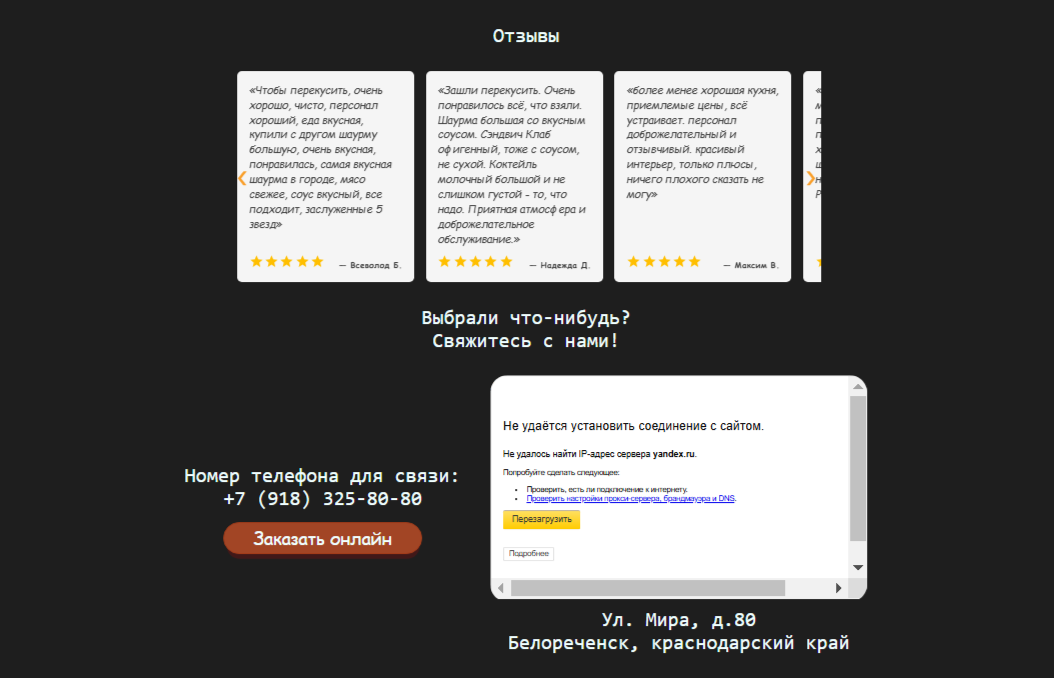 Отзывы
«Чтобы перекусить, очень
хорошо, чисто, персонал
хороший, еда вкусная,
купили с другом шаурму
большую, очень вкусная,
понравилась, самая вкусная
шаурма в городе, мясо
свежее, соус вкусный, все
подходит, заслуженные 5
звезд»
— Всеволод Б.
«Зашли перекусить. Очень
понравилось всё, что взяли.
Шаурма большая со вкусным
соусом. Сэндвич Клаб
офигенный, тоже с соусом,
не сухой. Коктейль
молочный большой и не
слишком густой - то, что
надо. Приятная атмосфера и
доброжелательное
обслуживание.»
— Надежда Д.
«более менее хорошая кухня,
приемлемые цены, всё
устраивает. персонал
доброжелательный и
отзывчивый. красивый
интерьер, только плюсы,
ничего плохого сказать не
могу»
— Максим В.
Выбрали что-нибудь?
Свяжитесь с нами!
Номер телефона для связи:
+7 (918) 325-80-80
Заказать онлайн
Не удаётся установить соединение с сайтом.
Не удалось найти IP-адрес сервера yandex.ru.
Попробуйте сделать следующее:
Проверить, есть ли подключение к интернету.
Проверить настройки прокси-сервера, брандмауэра и DNS.
Перезагрузить
Подробнее
Ул. Мира, д.80
Белореченск, краснодарский край